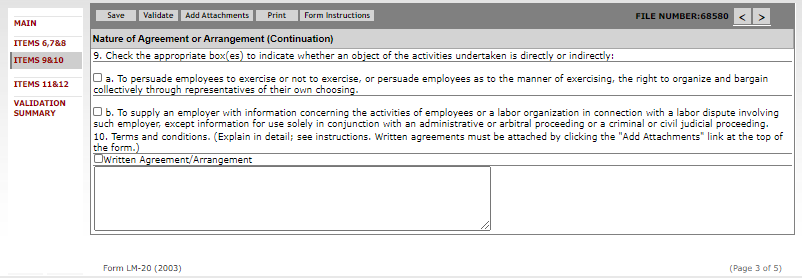 Save Validate Add Attachments Print Form Instructions FILE NUMBER:68580 < >
MAIN
ITEMS 6,7&8
ITEMS 9&10
ITEMS 11&12
VALIDATION
SUMMARY
Nature of Agreement or Arrangement (Continuation)
9. Check the appropriate box(es) to indicate whether an object of the activities undertaken is directly or indirectly:
a. To persuade employees to exercise or not to exercise, or persuade employees as to the manner of exercising, the right to organize and bargain
collectively through representatives of their own choosing.
b. To supply an employer with information concerning the activities of employees or a labor organization in connection with a labor dispute involving
such employer, except information for use solely in conjunction with an administrative or arbitral proceeding or a criminal or civil judicial proceeding.
10. Terms and conditions. (Explain in detail; see instructions. Written agreements must be attached by clicking the "Add Attachments" link at the top of
the form.)
Written Agreement/Arrangement
Form LM-20 (2003) (Page 3 of 5)